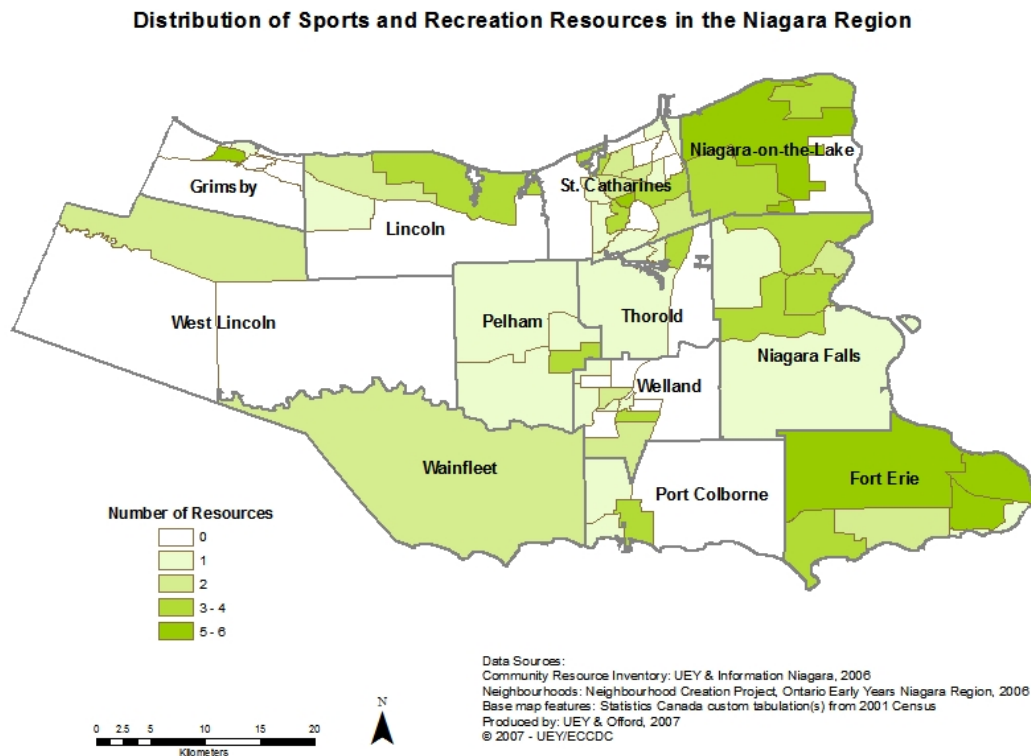 Distribution of Sports and Recreation Resources in the Niagara Region
Niagara-on-the-Lake
Grimsby
St. Catharines
Lincoln
West Lincoln
Pelham
Thorold
Niagara Falls
Welland
Wainfleet
Port Colborne
Fort Erie
Number of Resources
0
1
2
3 - 4
5 - 6
Data Sources:
Community Resource Inventory: UEY & Information Niagara, 2006
Neighbourhoods: Neighbourhood Creation Project, Ontario Early Years Niagara Region, 2006
Base map features: Statistics Canada custom tabulation(s) from 2001 Census
Produced by: UEY & Offord, 2007
© 2007 - UEY/ECCDC
N
0 2.5 5 10 15 20
Kilometers